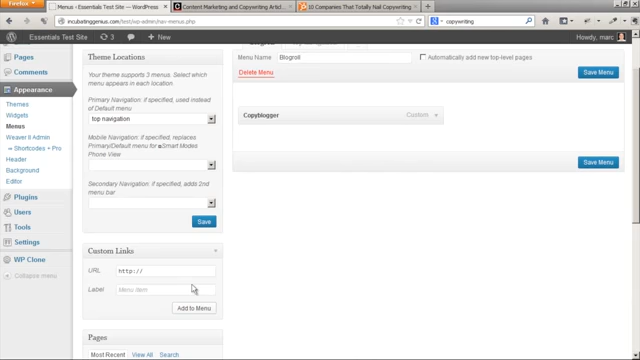 Firefox
Menus ‹ Essentials Test Site — WordPress
Content Marketing and Copywriting Articl...
10 Companies That Totally Nail Copywriting
incubatinggenius.com/test/wp-admin/nav-menus.php
copywriting
Essentials Test Site
New
Howdy, marc
Pages
Comments
Appearance
Themes
Widgets
Menus
Weaver II Admin
Shortcodes + Pro
Header
Background
Editor
Plugins
Users
Tools
Settings
WP Clone
Collapse menu
Theme Locations
Your theme supports 3 menus. Select
which menu appears in each location.
Primary Navigation: if specified, used instead
of Default menu
top navigation
Mobile Navigation: if specified, replaces
Primary/Default menu for Smart Modes
Phone View
Secondary Navigation: if specified, adds 2nd
menu bar
Save
Custom Links
URL
http://
Label
Menu Item
Add to Menu
Pages
Most Recent View All Search
Menu Name
Blogroll
Automatically add new top-level pages
Delete Menu
Save Menu
Copyblogger
Custom
Save Menu